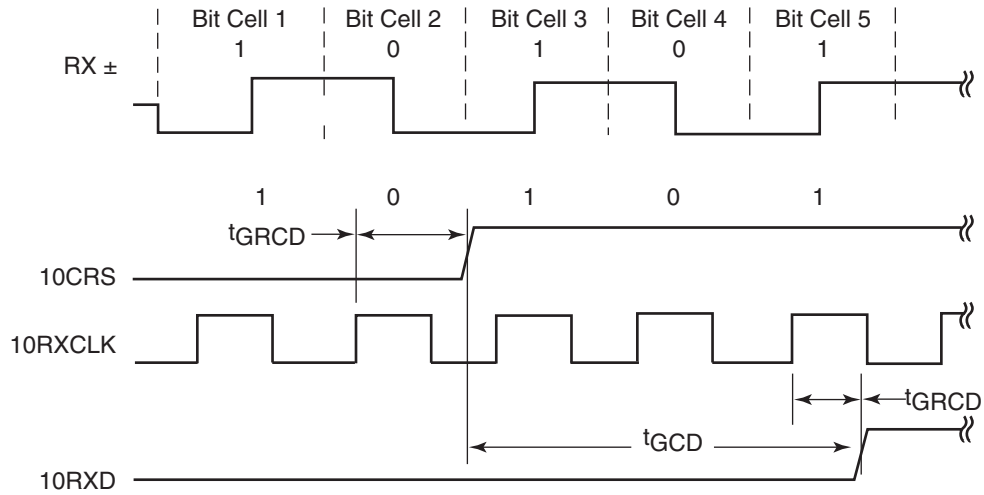 Bit Cell 1 Bit Cell 2 Bit Cell 3 Bit Cell 4 Bit Cell 5
1 0 1 0 1
RX ±
1 0 1 0 1
tGRCD
10CRS
10RXCLK
tGRCD
tGCD
10RXD